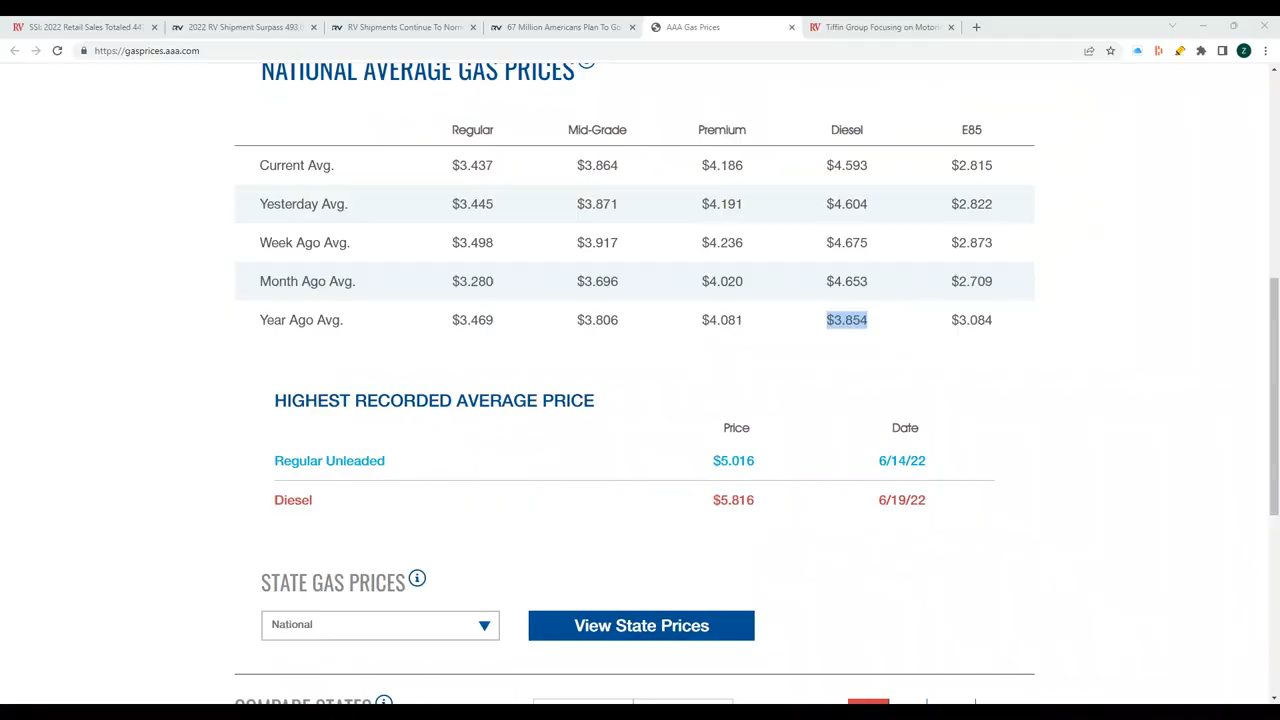 SSI: 2022 Retail Sales Totaled 44
2022 RV Shipment Surpass 493,
RV Shipments Continue To Norm
67 Million Americans Plan To Go
AAA Gas Prices
Tiffin Group Focusing on Motori
https://gasprices.aaa.com
Z
NATIONAL AVERAGE GAS PRICES
Regular Mid-Grade Premium Diesel E85
Current Avg. $3.437 $3.864 $4.186 $4.593 $2.815
Yesterday Avg. $3.445 $3.871 $4.191 $4.604 $2.822
Week Ago Avg. $3.498 $3.917 $4.236 $4.675 $2.873
Month Ago Avg. $3.280 $3.696 $4.020 $4.653 $2.709
Year Ago Avg. $3.469 $3.806 $4.081 $3.854 $3.084
HIGHEST RECORDED AVERAGE PRICE
Price Date
Regular Unleaded $5.016 6/14/22
Diesel $5.816 6/19/22
STATE GAS PRICES
National
View State Prices
COMPARE STATES